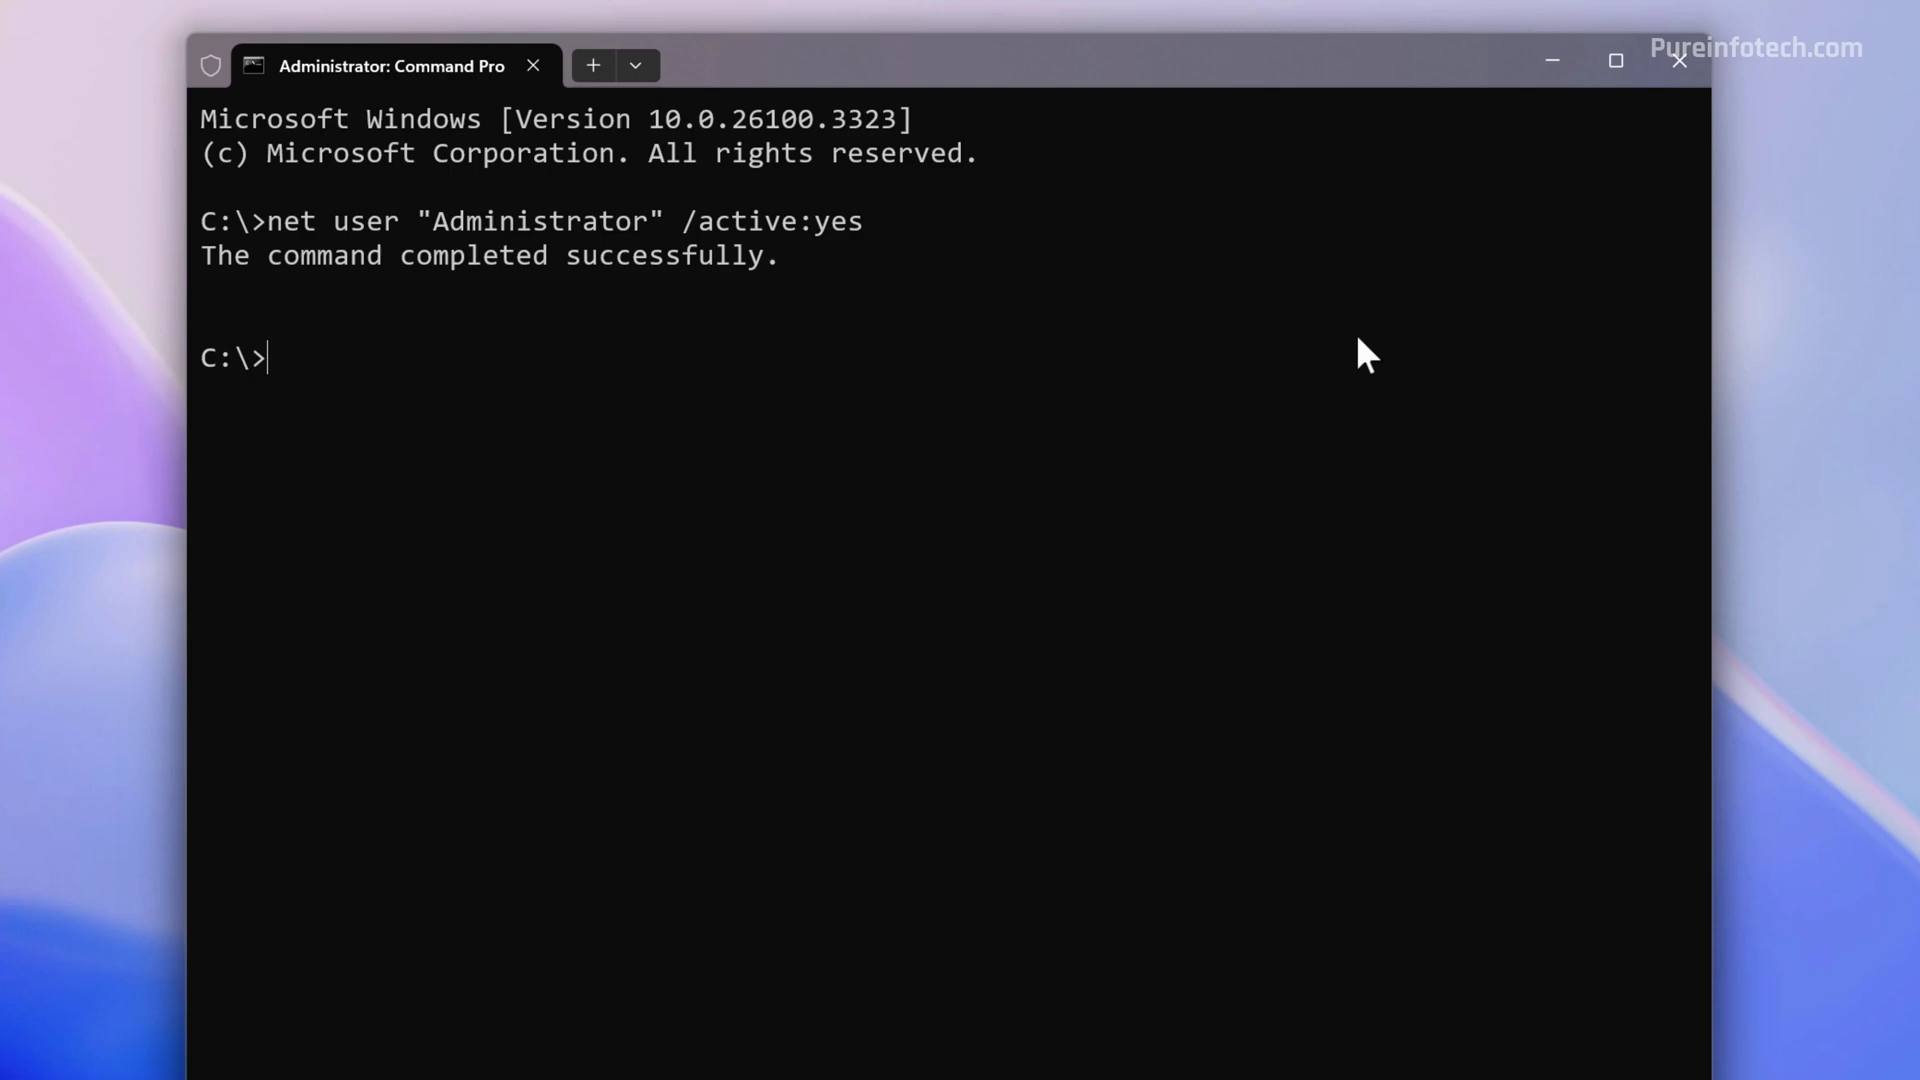 Pureinfotech.com
Administrator: Command Pro
Microsoft Windows [Version 10.0.26100.3323]
(c) Microsoft Corporation. All rights reserved.
C:\>net user "Administrator" /active:yes
The command completed successfully.
C:\>